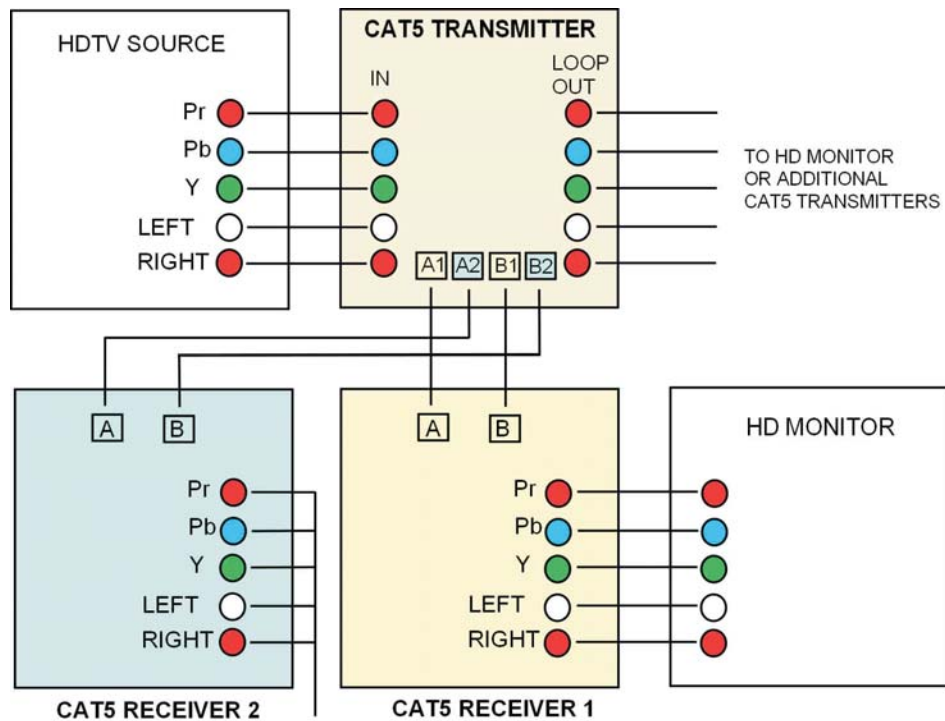 HDTV SOURCE
Pr
Pb
Y
LEFT
RIGHT
CAT5 TRANSMITTER
IN
LOOP
OUT
A1 A2 B1 B2
TO HD MONITOR
OR ADDITIONAL
CAT5 TRANSMITTERS
A B
Pr
Pb
Y
LEFT
RIGHT
CAT5 RECEIVER 2
A B
Pr
Pb
Y
LEFT
RIGHT
CAT5 RECEIVER 1
HD MONITOR